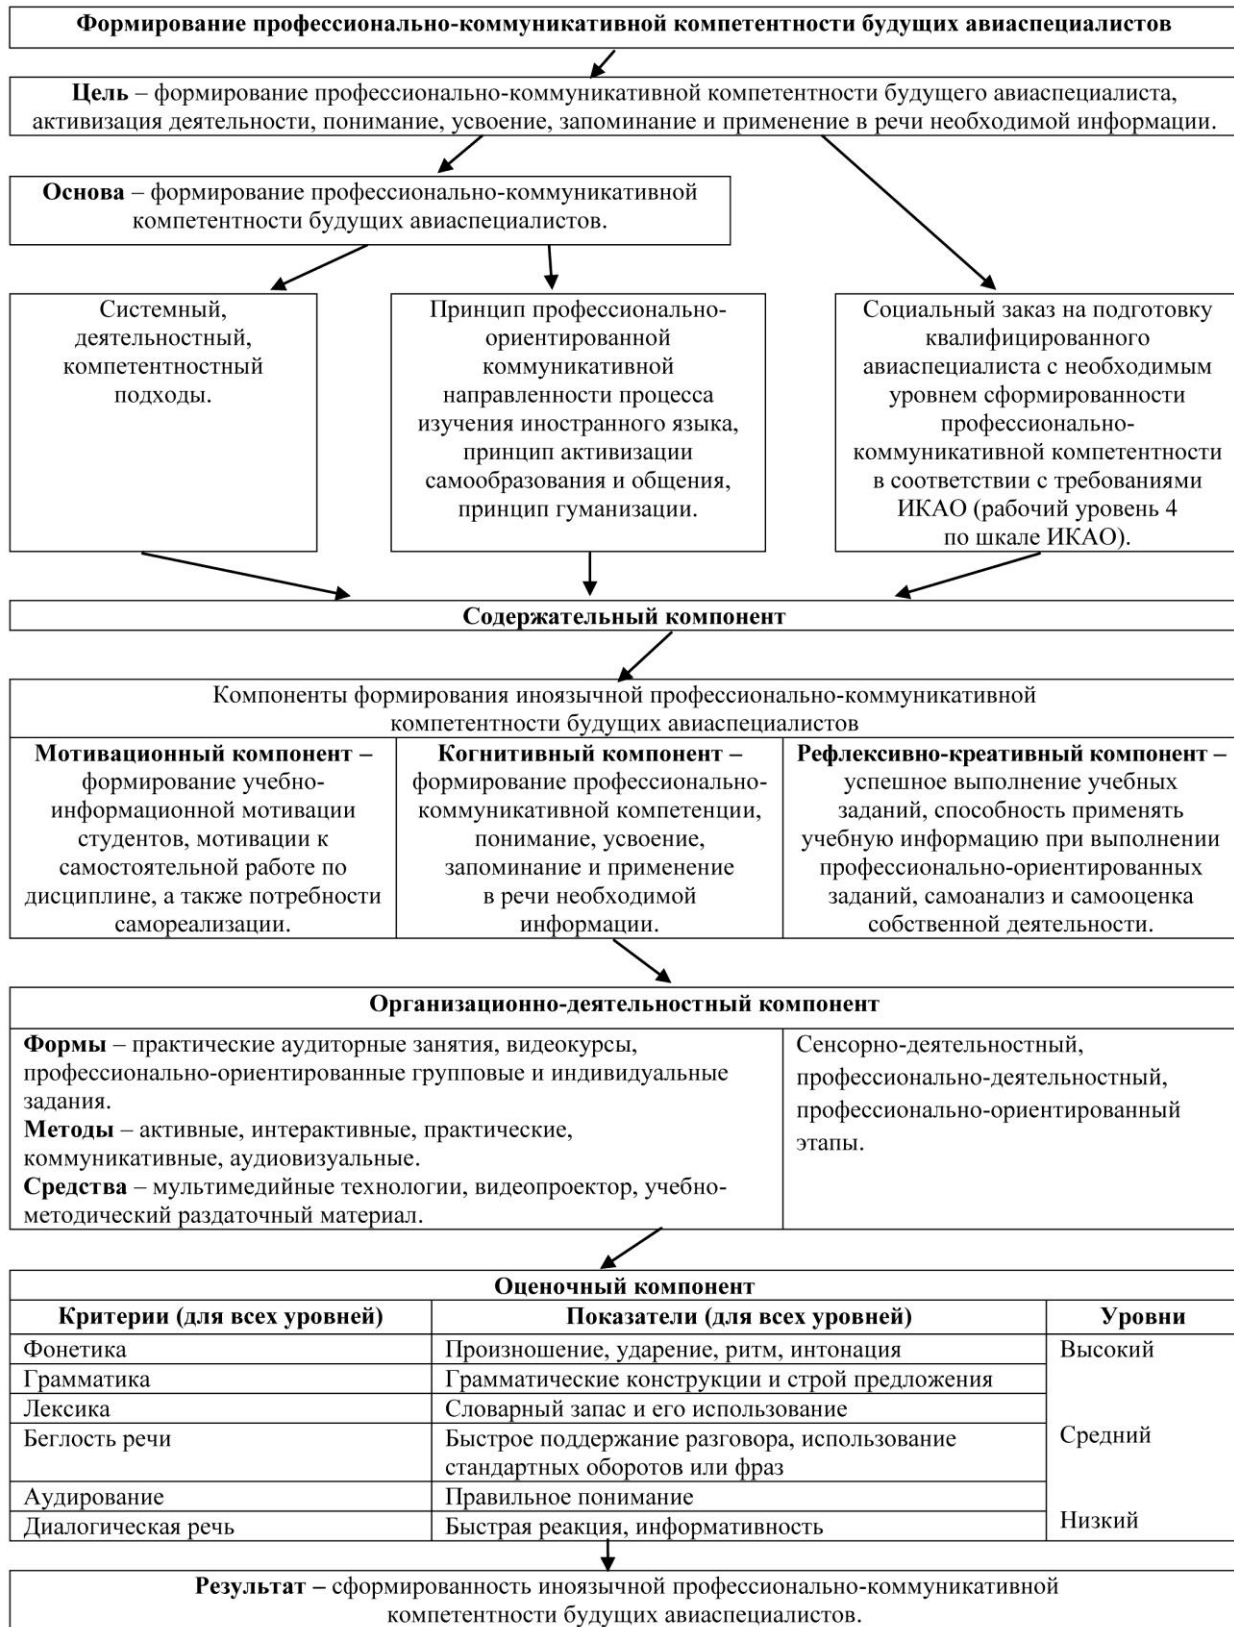 Формирование профессионально-коммуникативной компетентности будущих авиаспециалистов
Цель – формирование профессионально-коммуникативной компетентности будущего авиаспециалиста,
активизация деятельности, понимание, усвоение, запоминание и применение в речи необходимой информации.
Основа – формирование профессионально-коммуникативной
компетентности будущих авиаспециалистов.
Системный,
деятельностный,
компетентностный
подходы.
Принцип профессионально-
ориентированной
коммуникативной
направленности процесса
изучения иностранного языка,
принцип активизации
самообразования и общения,
принцип гуманизации.
Социальный заказ на подготовку
квалифицированного
авиаспециалиста с необходимым
уровнем сформированности
профессионально-
коммуникативной компетентности
в соответствии с требованиями
ИКАО (рабочий уровень 4
по шкале ИКАО).
Содержательный компонент
Компоненты формирования иноязычной профессионально-коммуникативной
компетентности будущих авиаспециалистов
Мотивационный компонент –
формирование учебно-
информационной мотивации
студентов, мотивации к
самостоятельной работе по
дисциплине, а также потребности
самореализации.
Когнитивный компонент –
формирование профессионально-
коммуникативной компетенции,
понимание, усвоение,
запоминание и применение
в речи необходимой
информации.
Рефлексивно-креативный компонент –
успешное выполнение учебных
заданий, способность применять
учебную информацию при выполнении
профессионально-ориентированных
заданий, самоанализ и самооценка
собственной деятельности.
Организационно-деятельностный компонент
Формы – практические аудиторные занятия, видеокурсы,
профессионально-ориентированные групповые и индивидуальные
задания.
Методы – активные, интерактивные, практические,
коммуникативные, аудиовизуальные.
Средства – мультимедийные технологии, видеопроектор, учебно-
методический раздаточный материал.
Сенсорно-деятельностный,
профессионально-деятельностный,
профессионально-ориентированный
этапы.
Оценочный компонент
Критерии (для всех уровней) Показатели (для всех уровней) Уровни
Фонетика Произношение, ударение, ритм, интонация Высокий
Грамматика Грамматические конструкции и строй предложения
Лексика Словарный запас и его использование
Беглость речи Быстрое поддержание разговора, использование Средний
стандартных оборотов или фраз
Аудирование Правильное понимание
Диалогическая речь Быстрая реакция, информативность Низкий
Результат – сформированность иноязычной профессионально-коммуникативной
компетентности будущих авиаспециалистов.